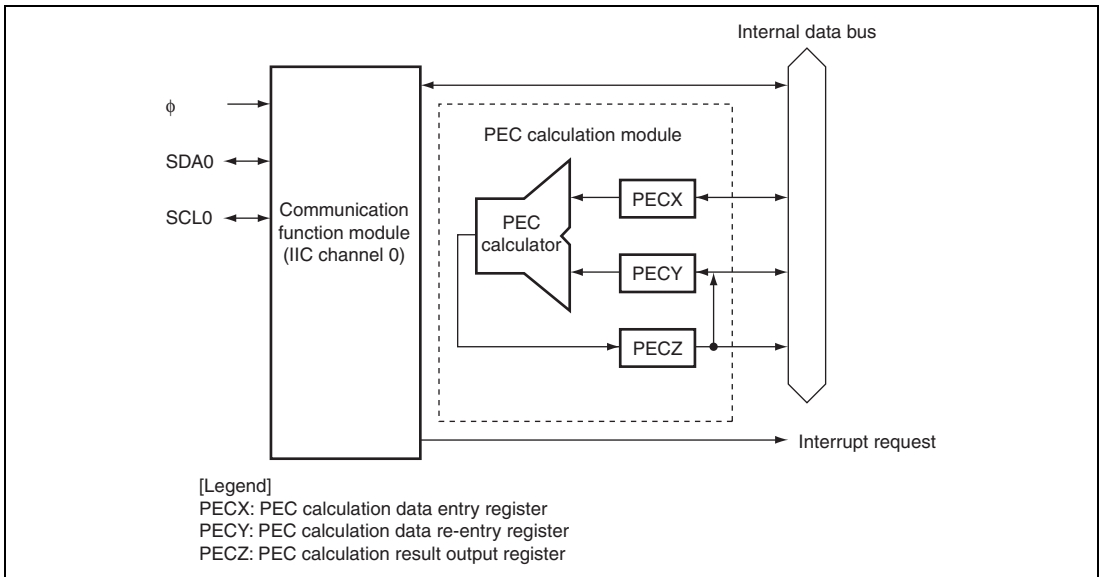 Internal data bus
ϕ
SDA0
SCL0
Communication
function module
(IIC channel 0)
PEC calculation module
PEC
calculator
PECX
PECY
PECZ
Interrupt request
[Legend]
PECX: PEC calculation data entry register
PECY: PEC calculation data re-entry register
PECZ: PEC calculation result output register